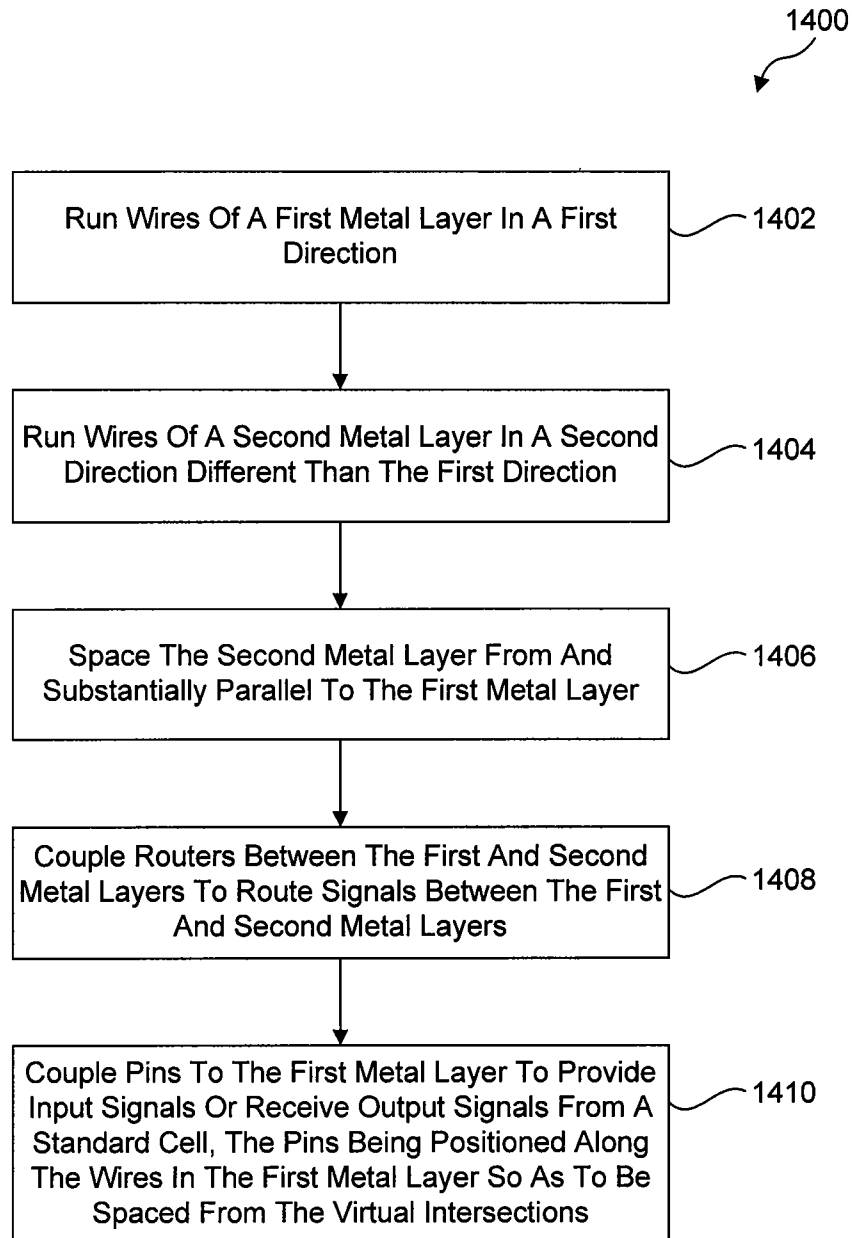 1400
Run Wires Of A First Metal Layer In A First
Direction
1402
Run Wires Of A Second Metal Layer In A Second
Direction Different Than The First Direction
1404
Space The Second Metal Layer From And
Substantially Parallel To The First Metal Layer
1406
Couple Routers Between The First And Second
Metal Layers To Route Signals Between The First
And Second Metal Layers
1408
Couple Pins To The First Metal Layer To Provide
Input Signals Or Receive Output Signals From A
Standard Cell, The Pins Being Positioned Along
The Wires In The First Metal Layer So As To Be
Spaced From The Virtual Intersections
1410